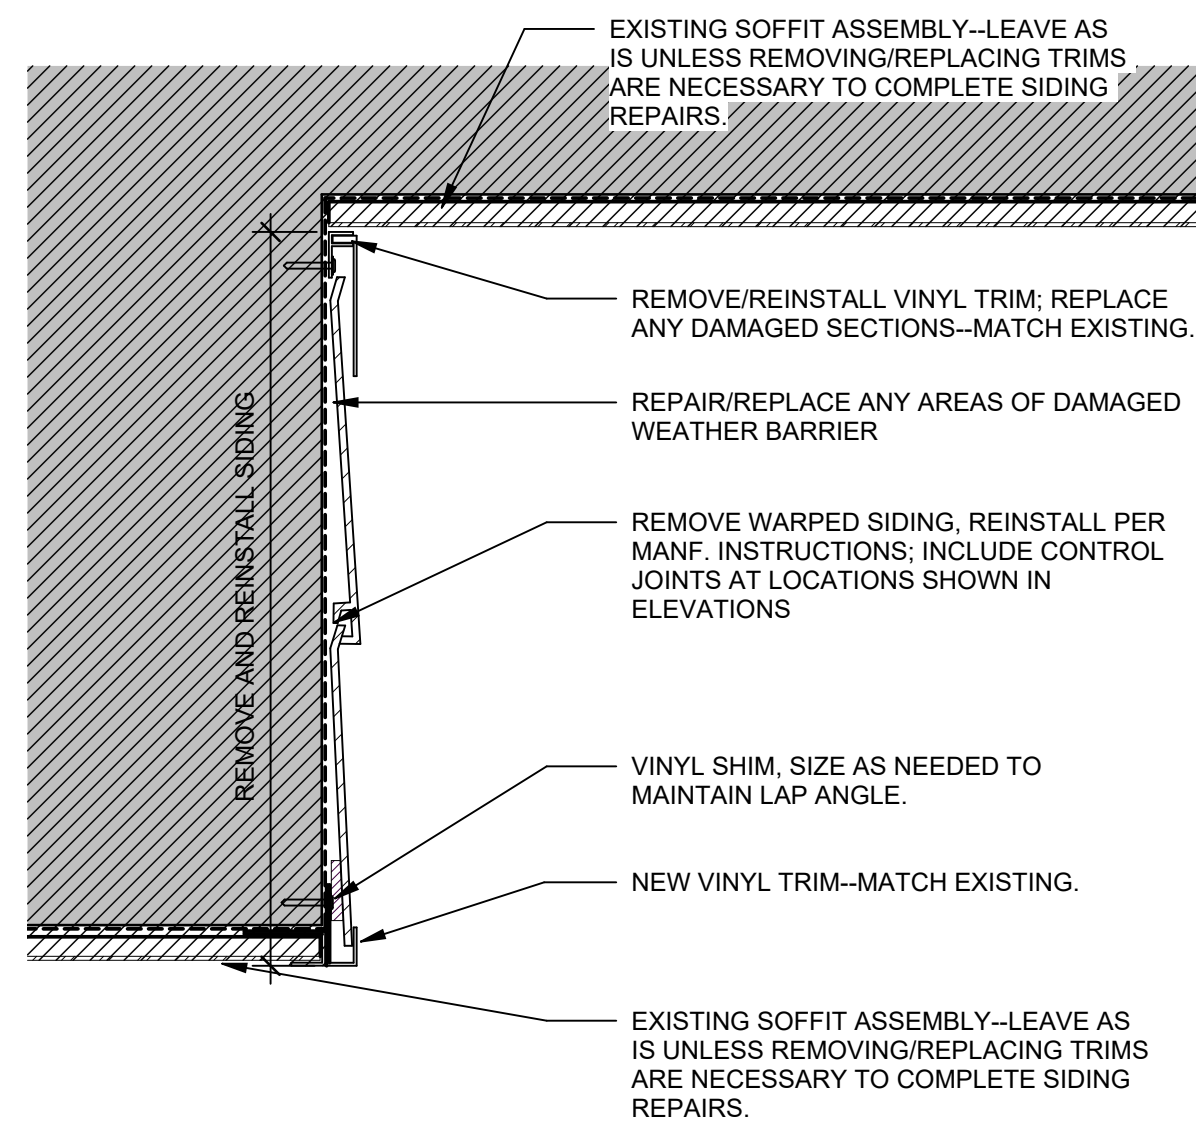 EXISTING SOFFIT ASSEMBLY--LEAVE AS
IS UNLESS REMOVING/REPLACING TRIMS
ARE NECESSARY TO COMPLETE SIDING
REPAIRS.
REMOVE/REINSTALL VINYL TRIM; REPLACE
ANY DAMAGED SECTIONS--MATCH EXISTING.
REPAIR/REPLACE ANY AREAS OF DAMAGED
WEATHER BARRIER
REMOVE AND REINSTALL SIDING
REMOVE WARPED SIDING, REINSTALL PER
MANF. INSTRUCTIONS; INCLUDE CONTROL
JOINTS AT LOCATIONS SHOWN IN
ELEVATIONS
VINYL SHIM, SIZE AS NEEDED TO
MAINTAIN LAP ANGLE.
NEW VINYL TRIM--MATCH EXISTING.
EXISTING SOFFIT ASSEMBLY--LEAVE AS
IS UNLESS REMOVING/REPLACING TRIMS
ARE NECESSARY TO COMPLETE SIDING
REPAIRS.